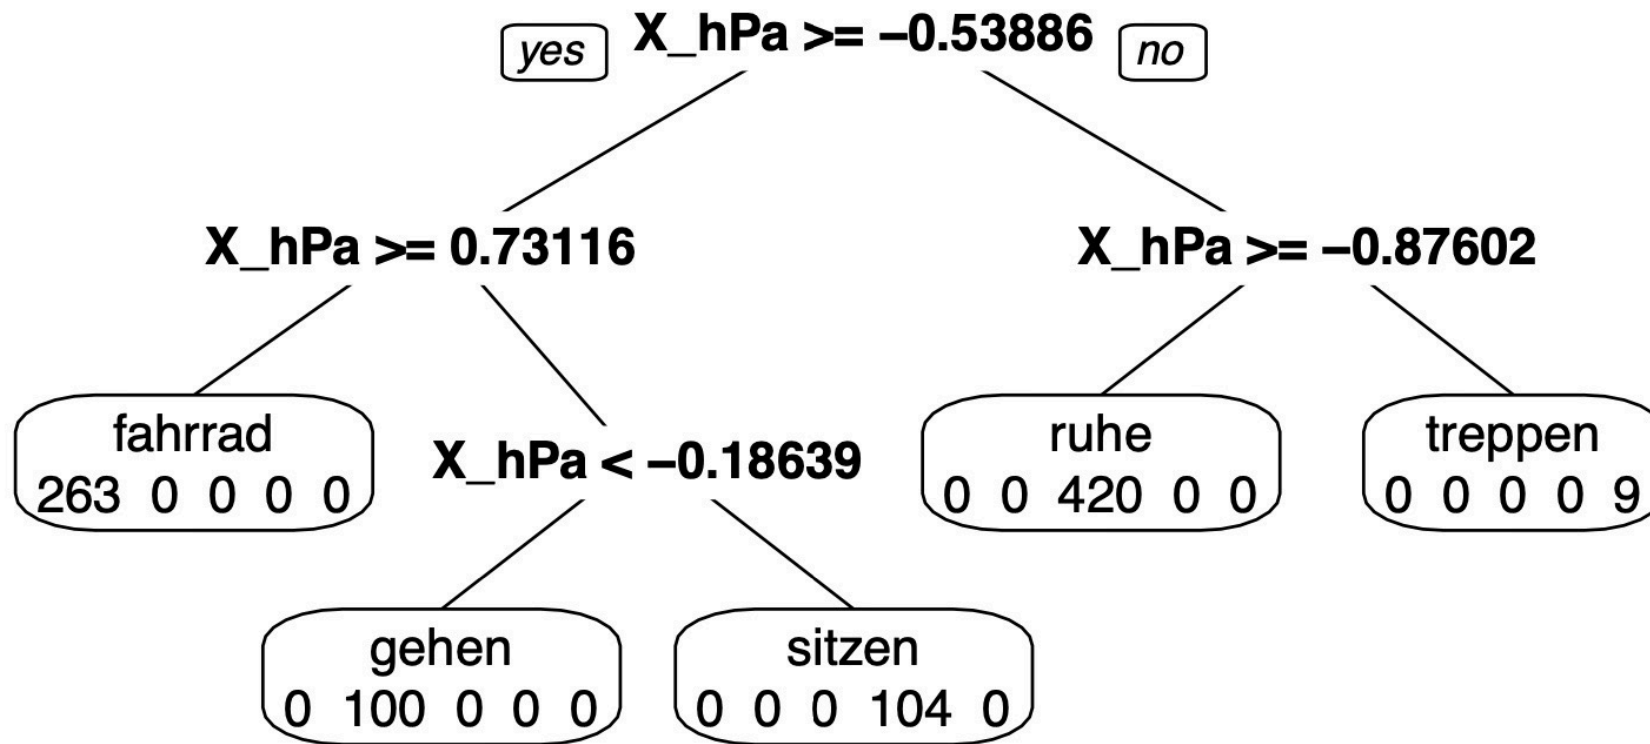 yes X_hPa >= −0.53886 no
X_hPa >= 0.73116 X_hPa >= −0.87602
fahrrad ruhe treppen
263 0 0 0 0 X_hPa < −0.18639 0 0 420 0 0 0 0 0 0 9
gehen sitzen
0 100 0 0 0 0 0 0 104 0